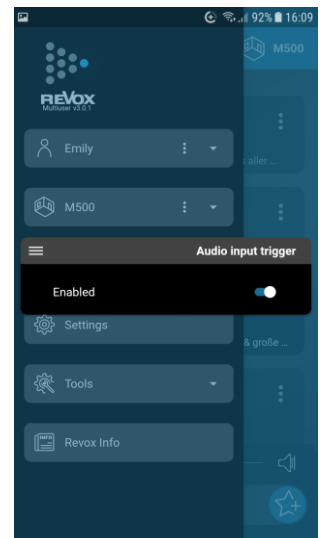 92% 16:09
REVOX
Multiuser v3.0.1
M500
Emily
s aller ...
M500
Audio input trigger
Enabled
Settings
& große ...
Tools
INFO
Revox Info